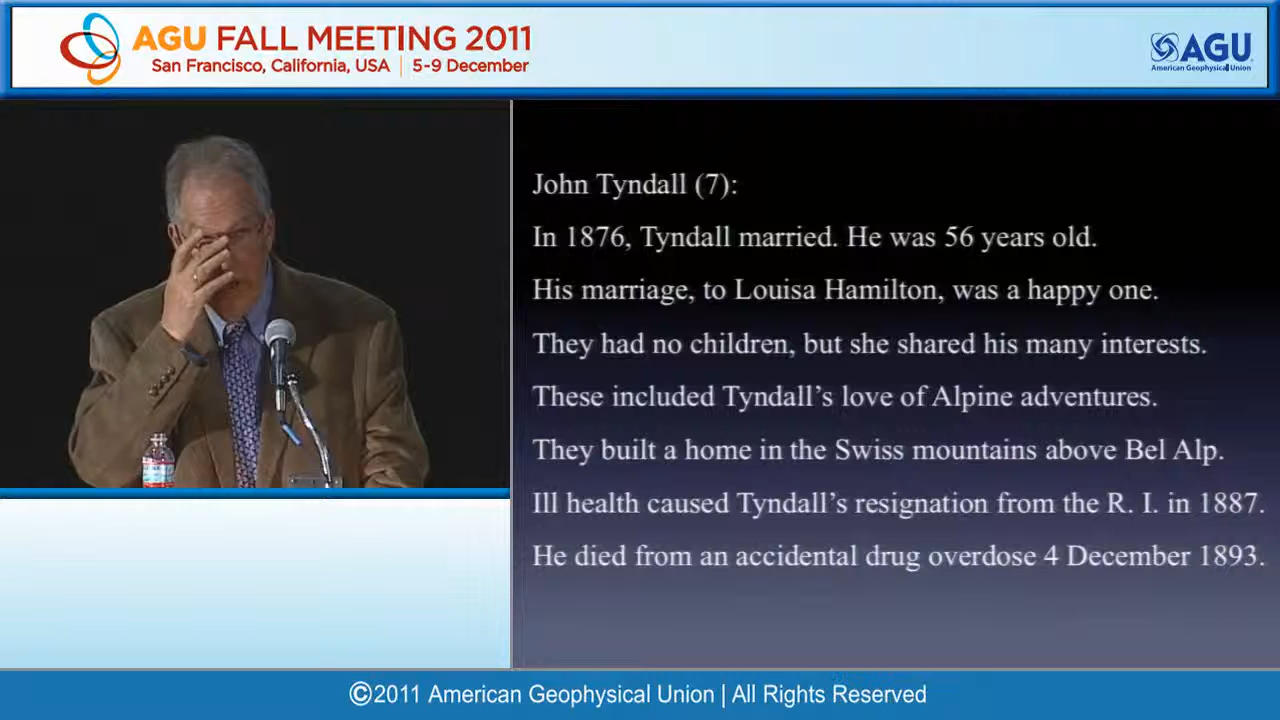 AGU FALL MEETING 2011
San Francisco, California, USA | 5-9 December
AGU
American Geophysical Union
John Tyndall (7):
In 1876, Tyndall married. He was 56 years old.
His marriage, to Louisa Hamilton, was a happy one.
They had no children, but she shared his many interests.
These included Tyndall’s love of Alpine adventures.
They built a home in the Swiss mountains above Bel Alp.
Ill health caused Tyndall’s resignation from the R. I. in 1887.
He died from an accidental drug overdose 4 December 1893.
©2011 American Geophysical Union | All Rights Reserved